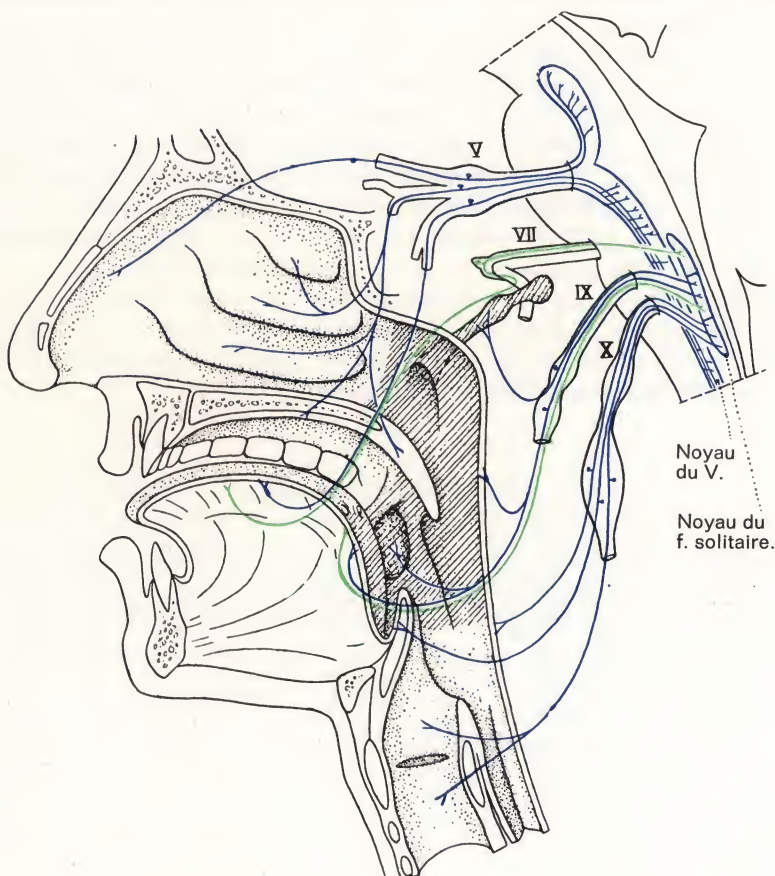 V
VII
IX
X
Noyau
du V.
Noyau du
f. solitaire.